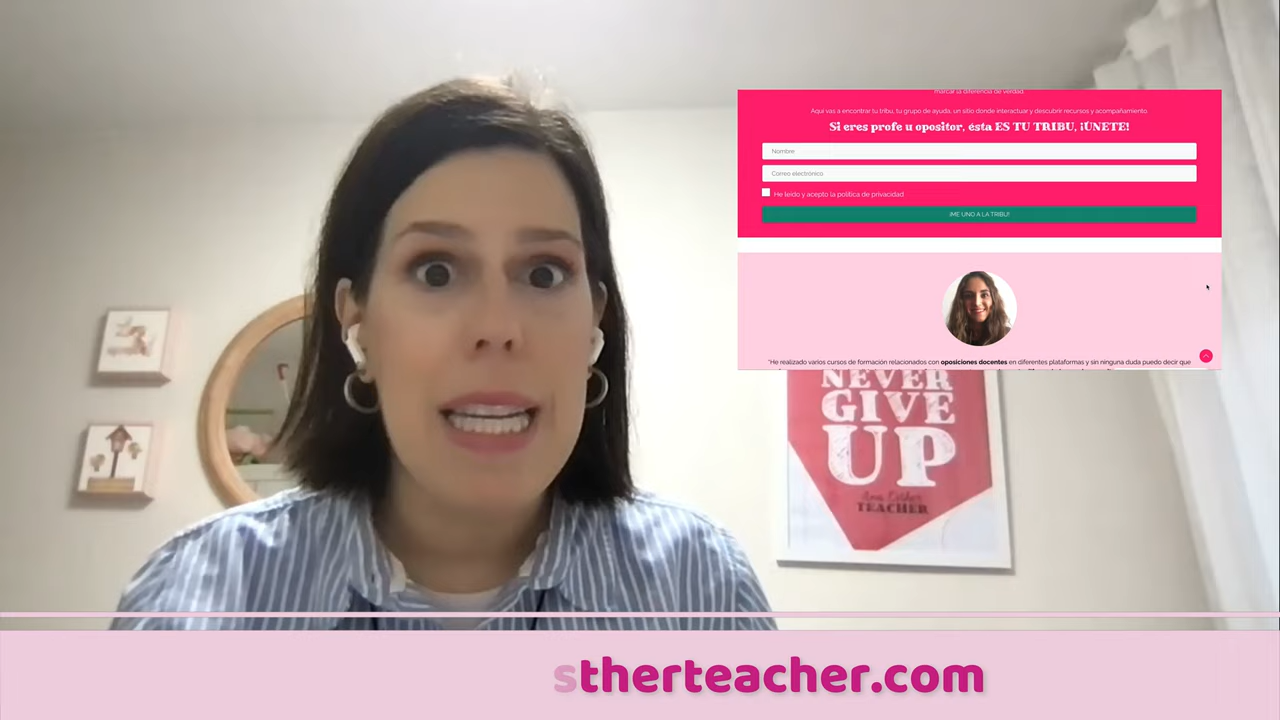 marcar la diferencia de verdad
Aquí vas a encontrar tu tribu, tu grupo de ayuda, un sitio donde interactuar y descubrir recursos y acompañamiento.
Si eres profe u opositor, ésta ES TU TRIBU, ¡ÚNETE!
Nombre
Correo electrónico
He leído y acepto la política de privacidad
¡ME UNO A LA TRIBU!
"He realizado varios cursos de formación relacionados con oposiciones docentes en diferentes plataformas y sin ninguna duda puedo decir que
NEVER
GIVE
UP
TEACHER
stherteacher.com